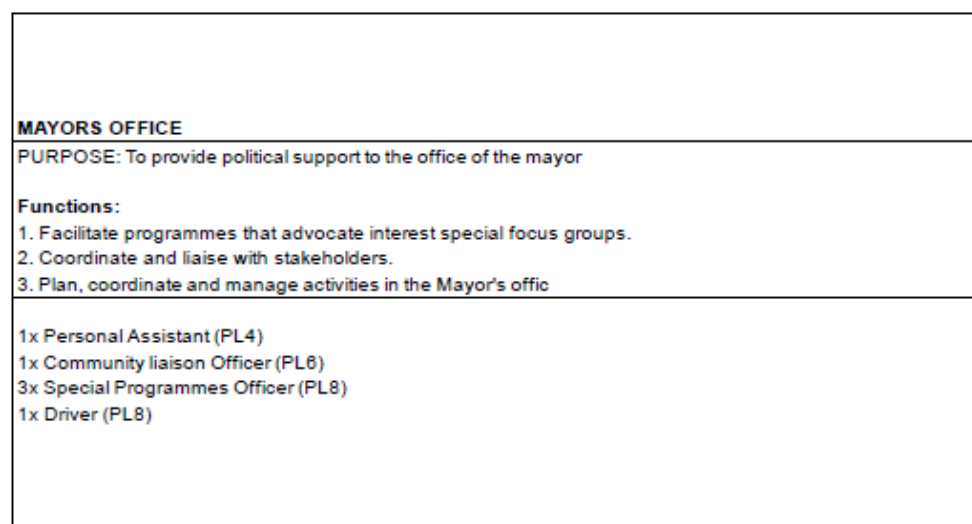 MAYORS OFFICE
PURPOSE: To provide political support to the office of the mayor
Functions:
1. Facilitate programmes that advocate interest special focus groups.
2. Coordinate and liaise with stakeholders.
3. Plan, coordinate and manage activities in the Mayor's offic
1x Personal Assistant (PL4)
1x Community liaison Officer (PL6)
3x Special Programmes Officer (PL8)
1x Driver (PL8)